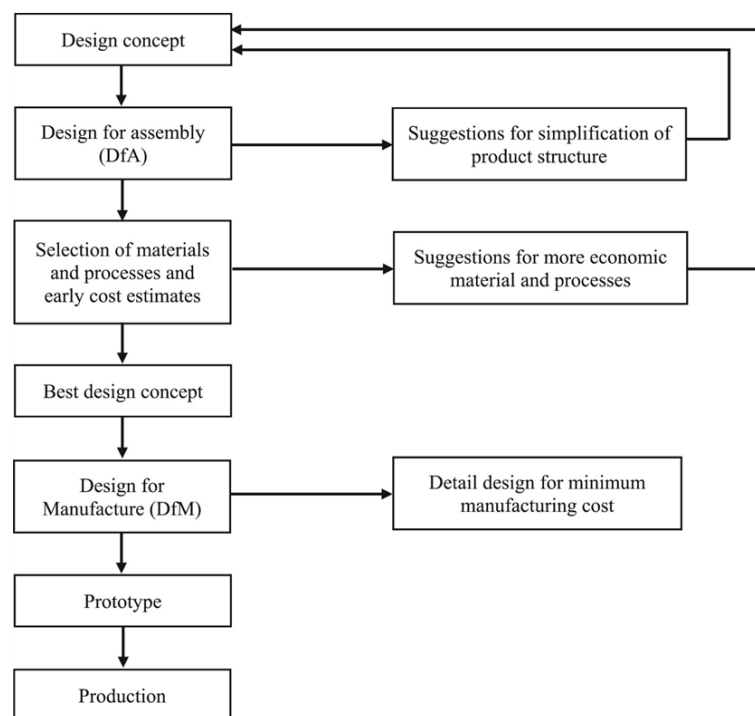 Design concept
Design for assembly
(DfA)
Suggestions for simplification of
product structure
Selection of materials
and processes and
early cost estimates
Suggestions for more economic
material and processes
Best design concept
Design for
Manufacture (DfM)
Detail design for minimum
manufacturing cost
Prototype
Production